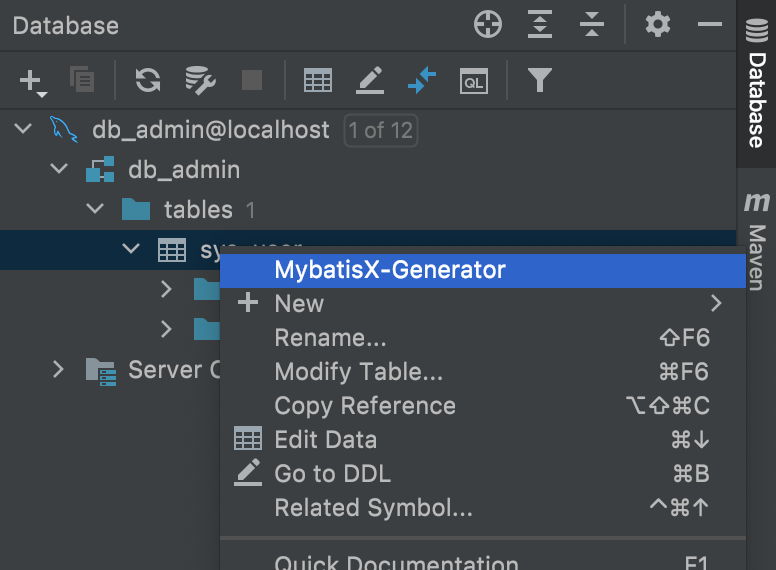 Database
QL
db_admin@localhost 1 of 12
db_admin
tables 1
MybatisX-Generator
New
Rename... ⇧F6
Modify Table... ⌘F6
Copy Reference ⌥⇧⌘C
Edit Data ⌘↓
Go to DDL ⌘B
Related Symbol... ^⌘↑
Quick Documentation F1
Server
Database
m Maven